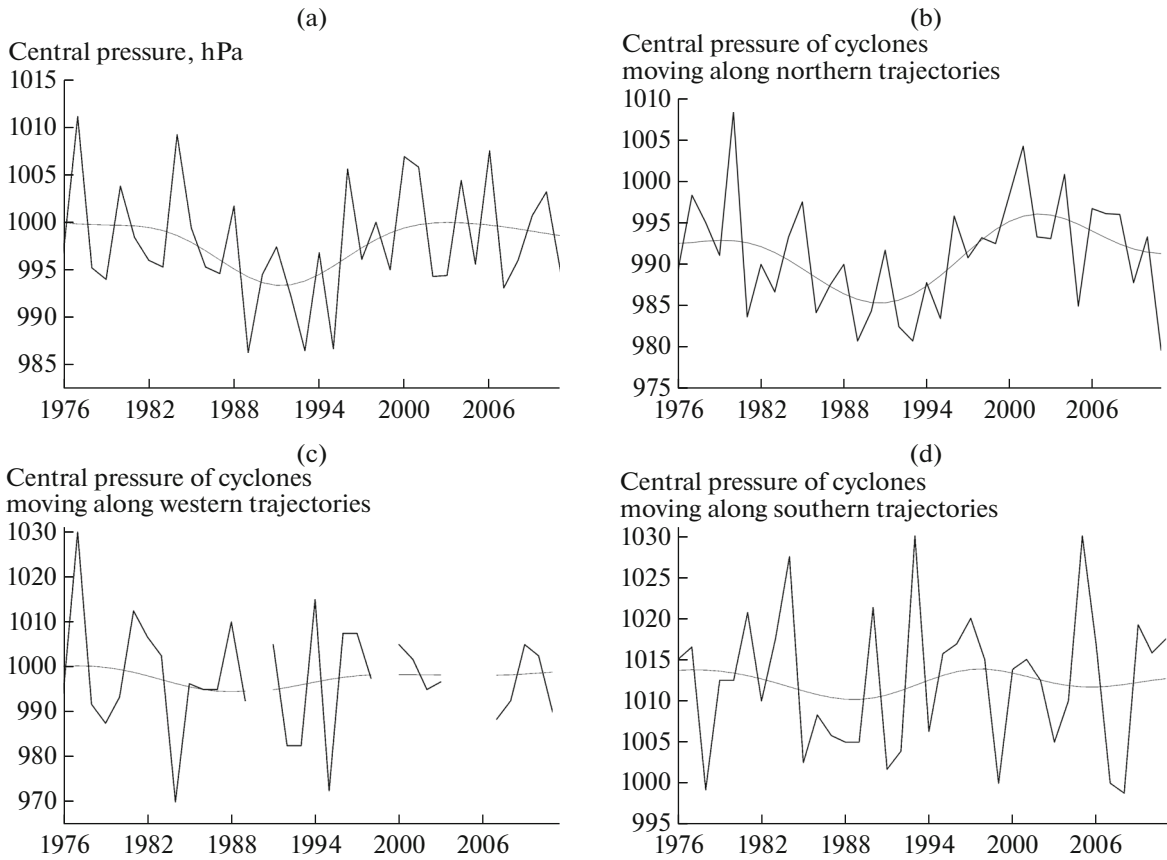 (a)
Central pressure, hPa
1015
1010
1005
1000
995
990
985
1976 1982 1988 1994 2000 2006
(b)
Central pressure of cyclones
moving along northern trajectories
1010
1005
1000
995
990
985
980
975
1976 1982 1988 1994 2000 2006
(c)
Central pressure of cyclones
moving along western trajectories
1030
1020
1010
1000
990
980
970
1976 1982 1988 1994 2000 2006
(d)
Central pressure of cyclones
moving along southern trajectories
1030
1025
1020
1015
1010
1005
1000
995
1976 1982 1988 1994 2000 2006